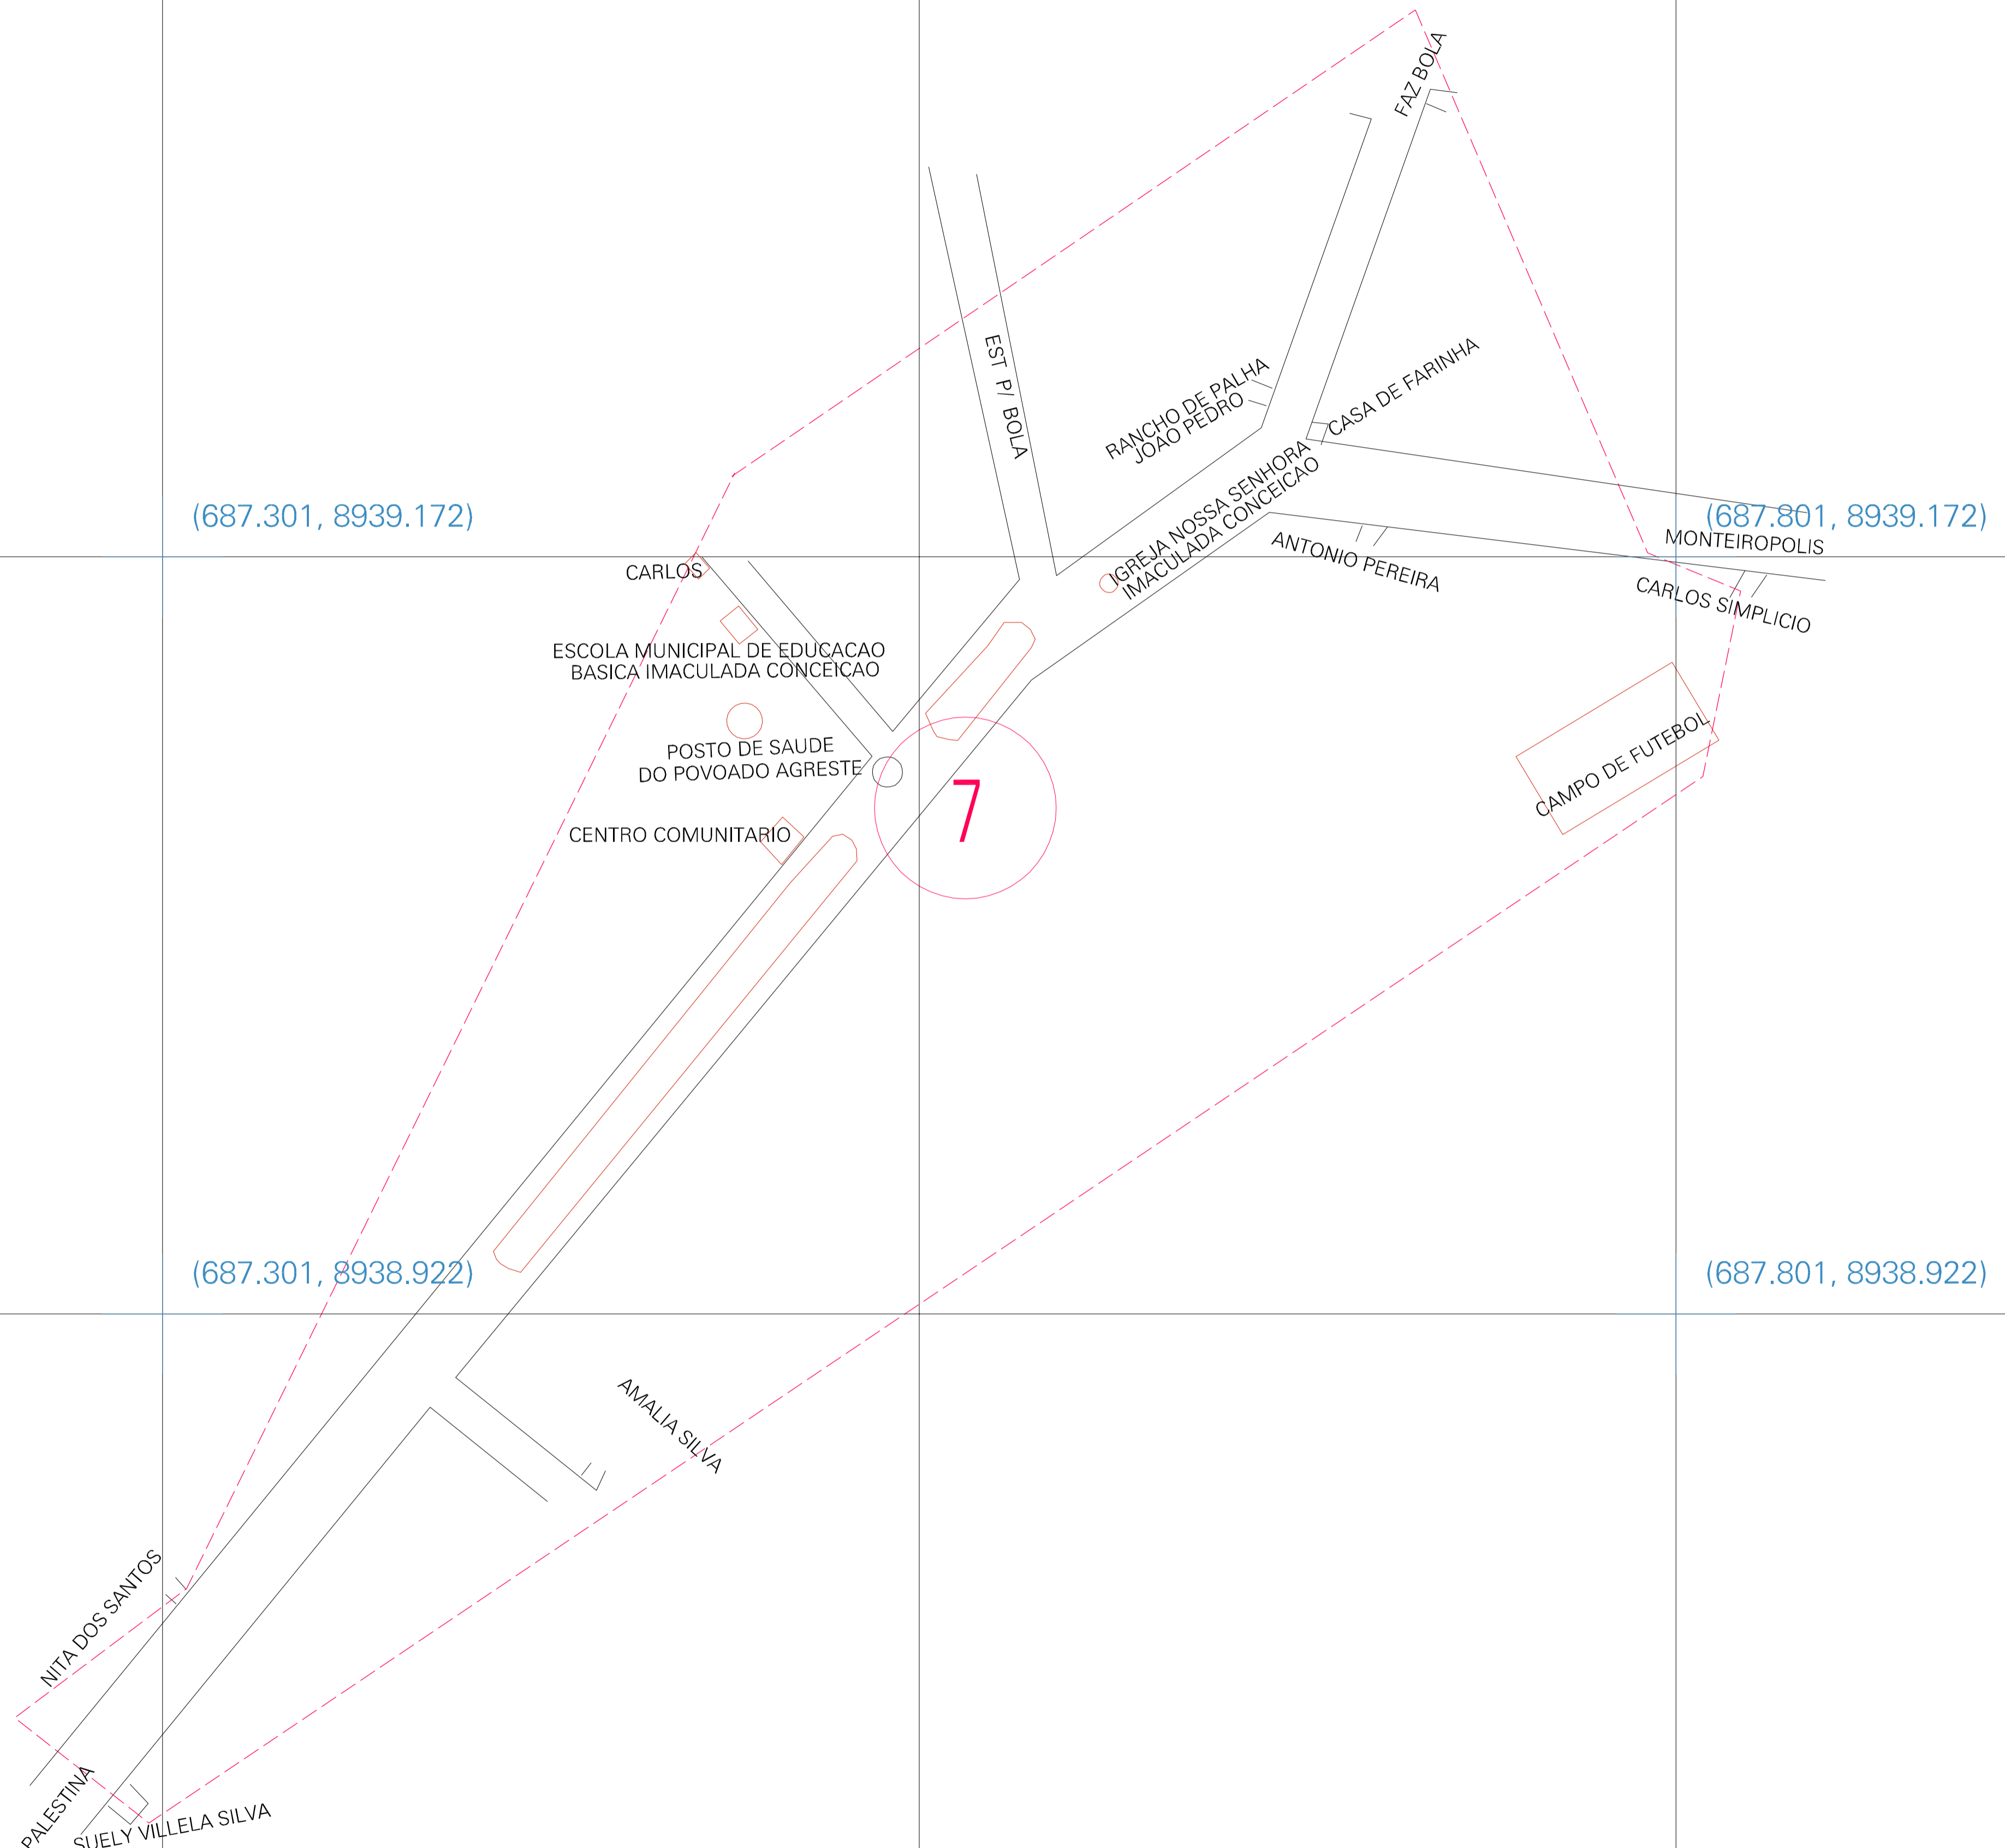 FAZ BOLA
EST P/ BOLA
RANCHO DE PALHA
JOAO PEDRO
CASA DE FARINHA
IGREJA NOSSA SENHORA
IMACULADA CONCEICAO
(687.301, 8939.172)
(687.801, 8939.172)
MONTEIROPOLIS
ANTONIO PEREIRA
CARLOS
CARLOS SIMPLICIO
ESCOLA MUNICIPAL DE EDUCACAO
BASICA IMACULADA CONCEICAO
POSTO DE SAUDE
DO POVOADO AGRESTE
CAMPO DE FUTEBOL
7
CENTRO COMUNITARIO
(687.301, 8938.922)
(687.801, 8938.922)
AMALIA SILVA
NITA DOS SANTOS
PALESTINA
SUELY VILLELA SILVA